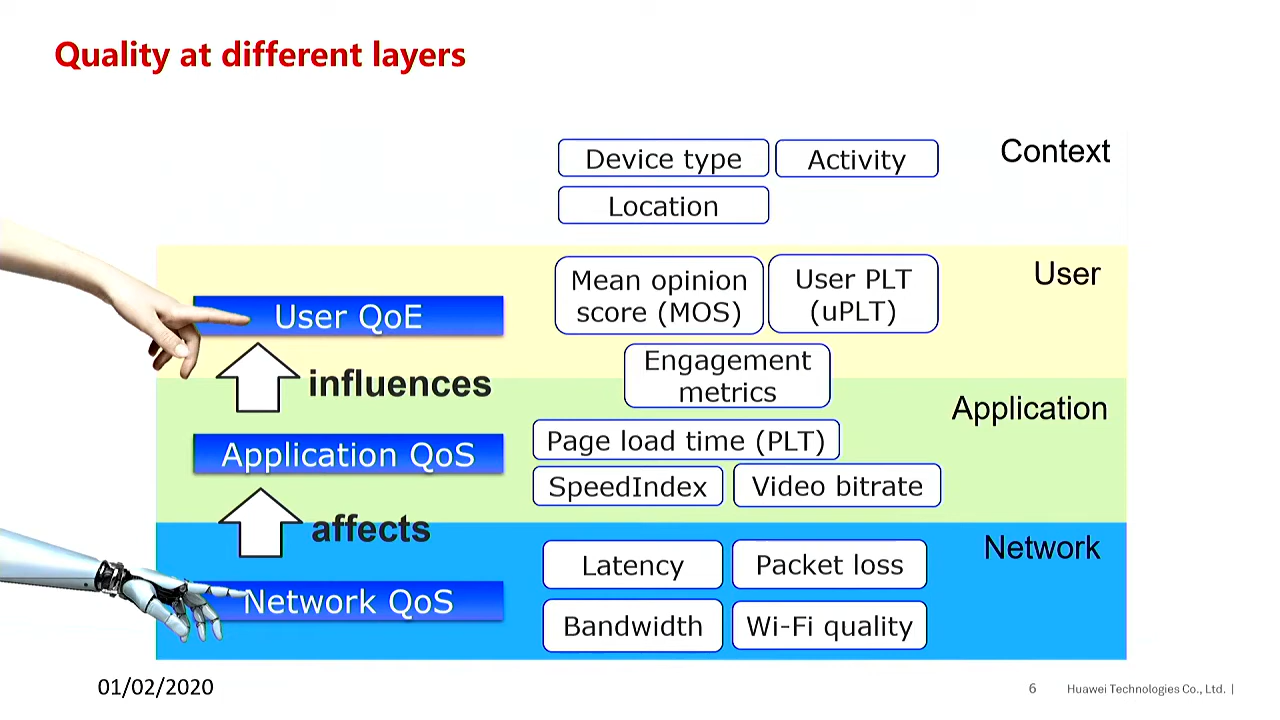 Quality at different layers
Device type
Activity
Context
Location
User
Mean opinion
score (MOS)
User PLT
(uPLT)
User QoE
Engagement
metrics
influences
Application
Page load time (PLT)
Application QoS
SpeedIndex
Video bitrate
affects
Network
Latency
Packet loss
Network QoS
Bandwidth
Wi-Fi quality
01/02/2020
6
Huawei Technologies Co., Ltd. |